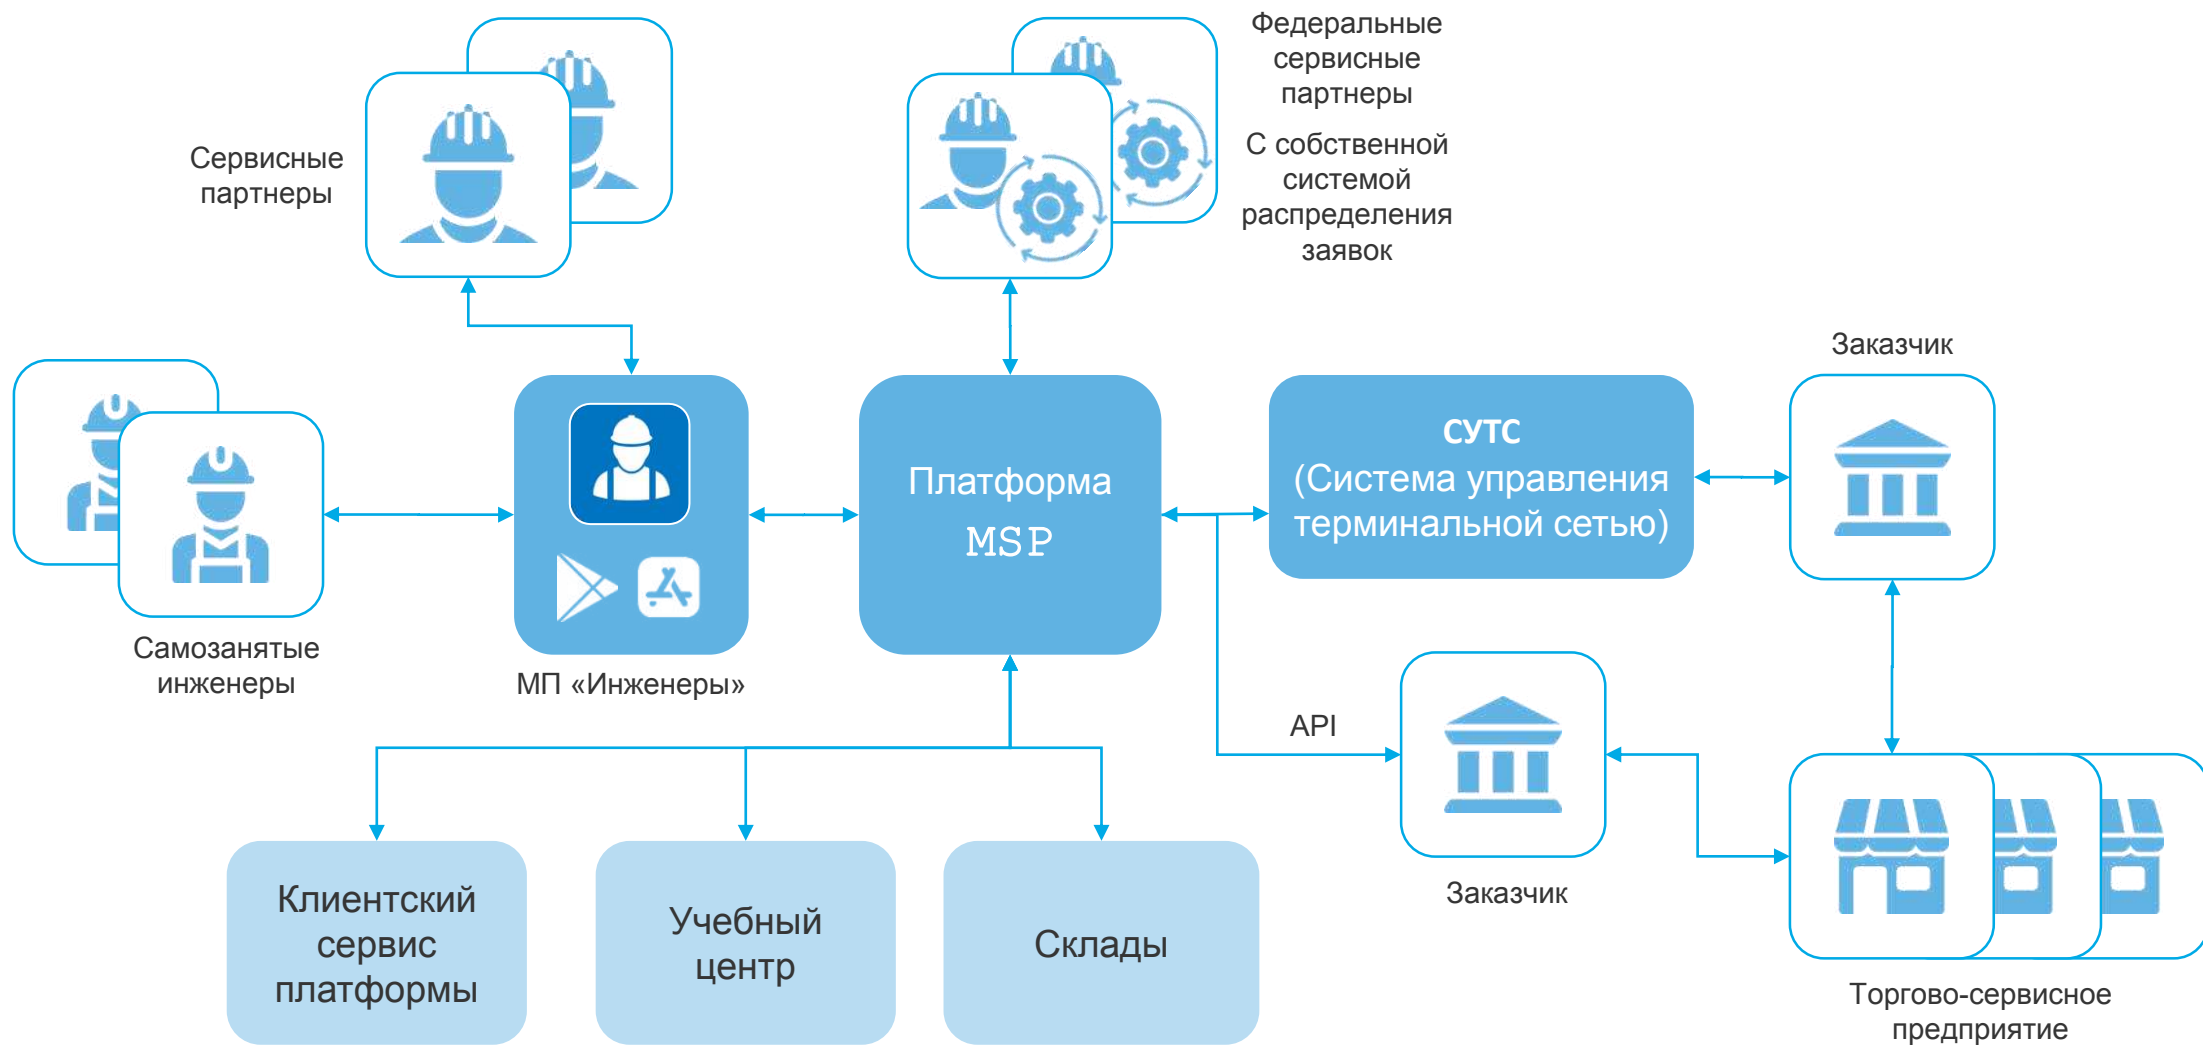 Федеральные
сервисные
партнеры
С собственной
системой
распределения
заявок
Сервисные
партнеры
Заказчик
СУТС
(Система управления
терминальной сетью)
Платформа
MSP
Самозанятые
инженеры
МП «Инженеры»
API
Заказчик
Клиентский
сервис
платформы
Учебный
центр
Склады
Торгово-сервисное
предприятие